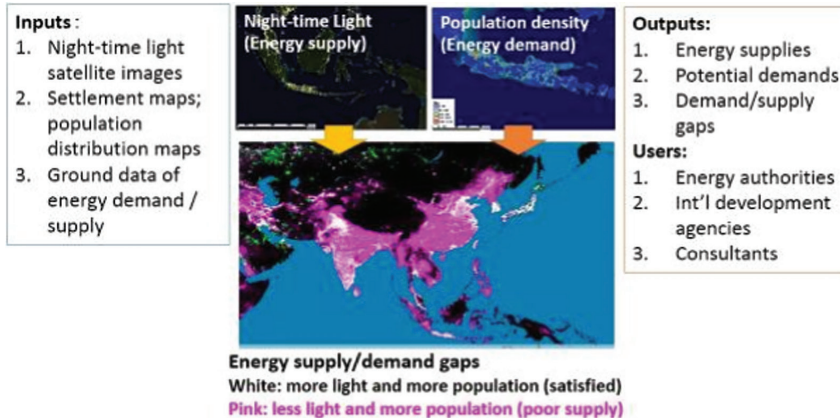 Inputs :
1. Night-time light
satellite images
2. Settlement maps;
population
distribution maps
3. Ground data of
energy demand /
supply
Night-time Light
(Energy supply)
Population density
(Energy demand)
Outputs:
1. Energy supplies
2. Potential demands
3. Demand/supply
gaps
Users:
1. Energy authorities
2. Int'l development
agencies
3. Consultants
Energy supply/demand gaps
White: more light and more population (satisfied)
Pink: less light and more population (poor supply)